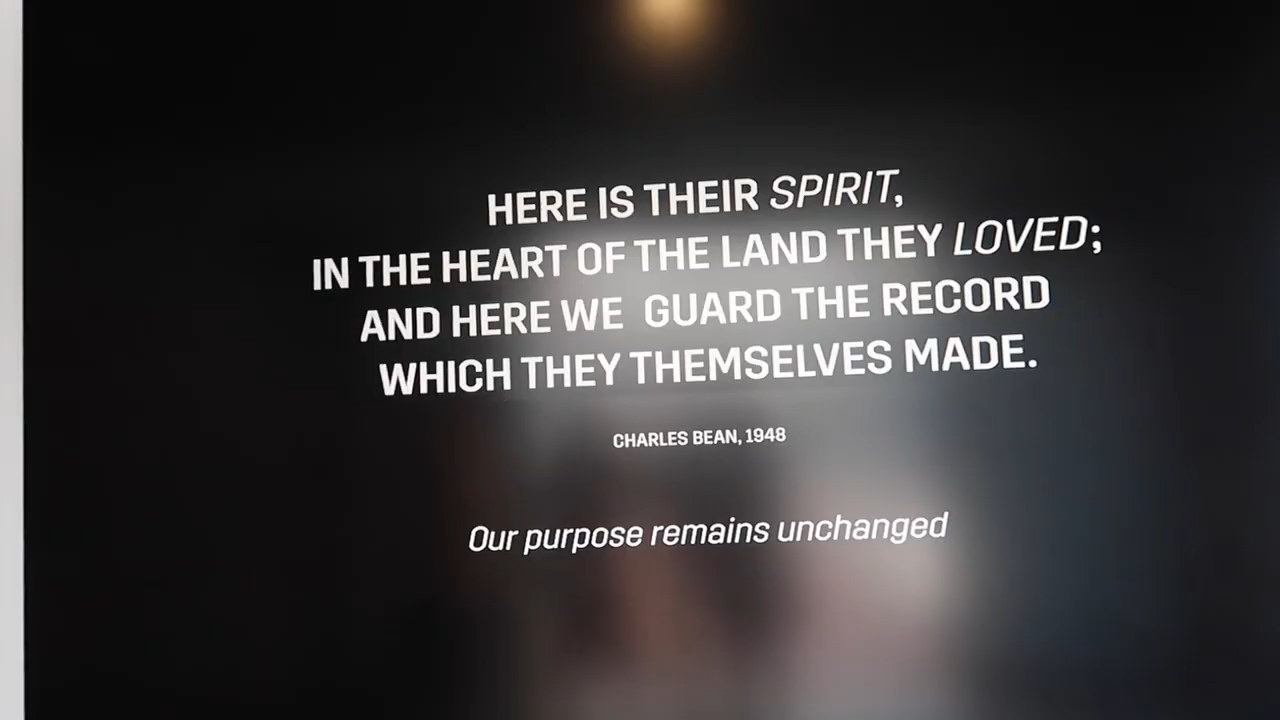 HERE IS THEIR SPIRIT,
IN THE HEART OF THE LAND THEY LOVED;
AND HERE WE GUARD THE RECORD
WHICH THEY THEMSELVES MADE.
CHARLES BEAN, 1948
Our purpose remains unchanged